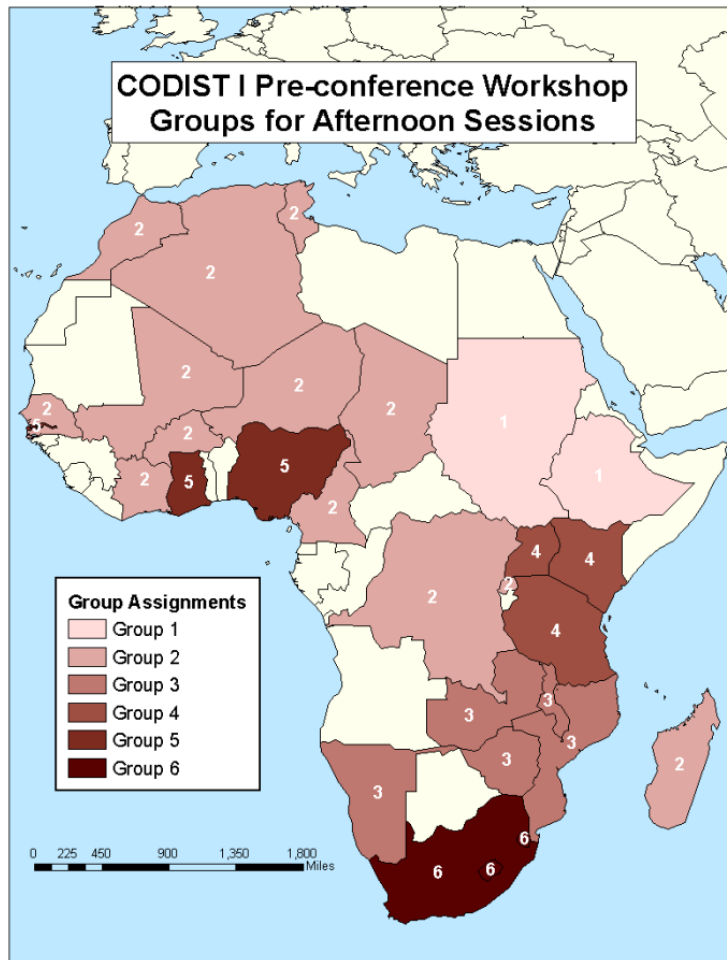 CODIST I Pre-conference Workshop
Groups for Afternoon Sessions
2
2
2
2
2
2
2
5
2
1
5
5
2
2
1
4
4
2
2
4
3
3
3
3
3
2
6
6
6
Group Assignments
Group 1
Group 2
Group 3
Group 4
Group 5
Group 6
0 225 450 900 1,350 1,800
Miles